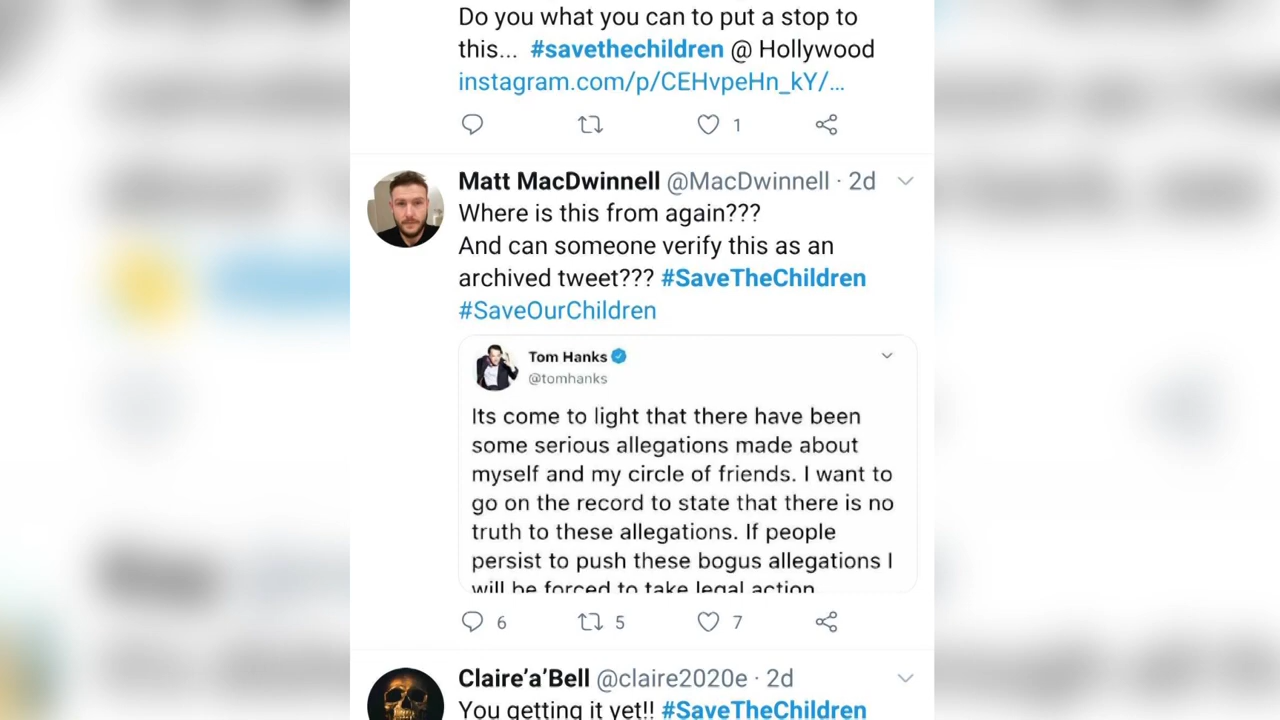 Do you what you can to put a stop to
this... #savethechildren @ Hollywood
instagram.com/p/CEHvpeHn_kY/...
1
Matt MacDwinnell @MacDwinnell · 2d
Where is this from again???
And can someone verify this as an
archived tweet??? #SaveTheChildren
#SaveOurChildren
Tom Hanks
@tomhanks
Its come to light that there have been
some serious allegations made about
myself and my circle of friends. I want to
go on the record to state that there is no
truth to these allegations. If people
persist to push these bogus allegations I
will be forced to take legal action
6 5 7
Claire'a'Bell @claire2020e · 2d
You getting it yet!! #SaveTheChildren